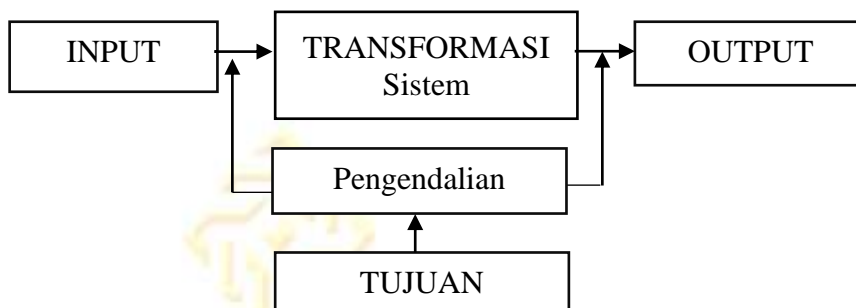 INPUT
TRANSFORMASI
Sistem
OUTPUT
Pengendalian
TUJUAN